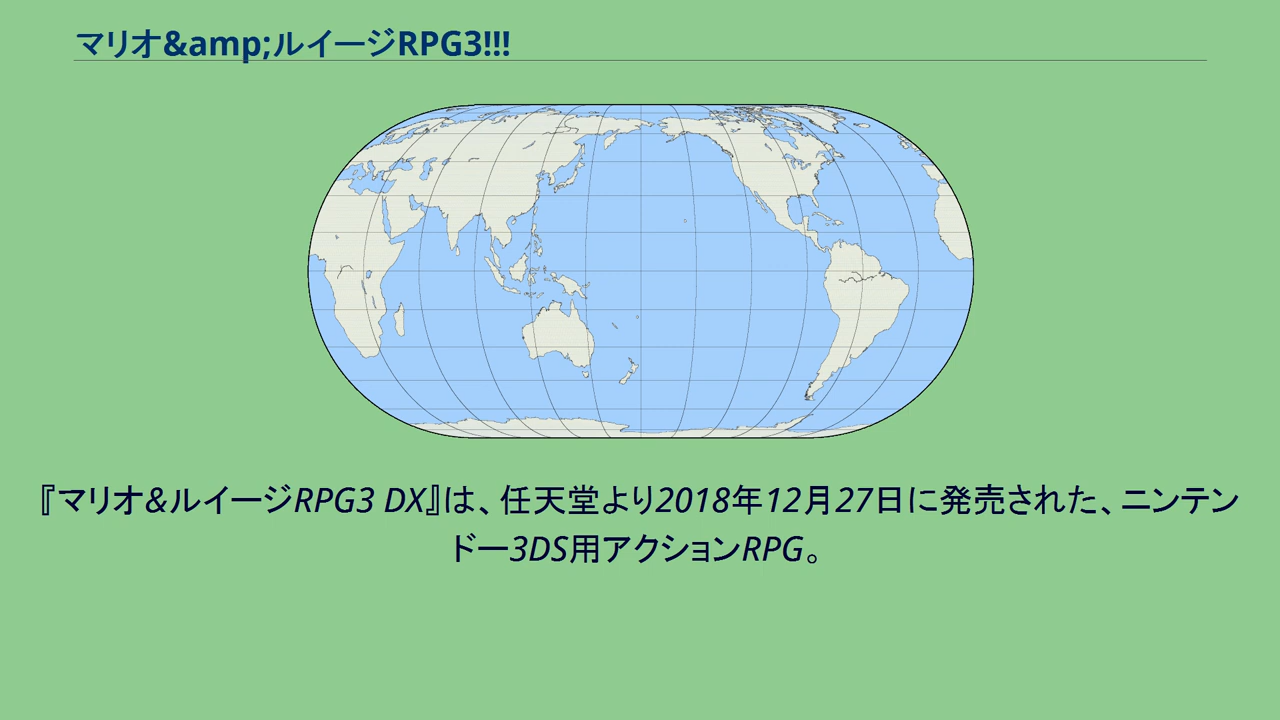 マリオ&amp;ルイージRPG3!!!
『マリオ&ルイージRPG3 DX』は、任天堂より2018年12月27日に発売された、ニンテン
ドー3DS用アクションRPG。